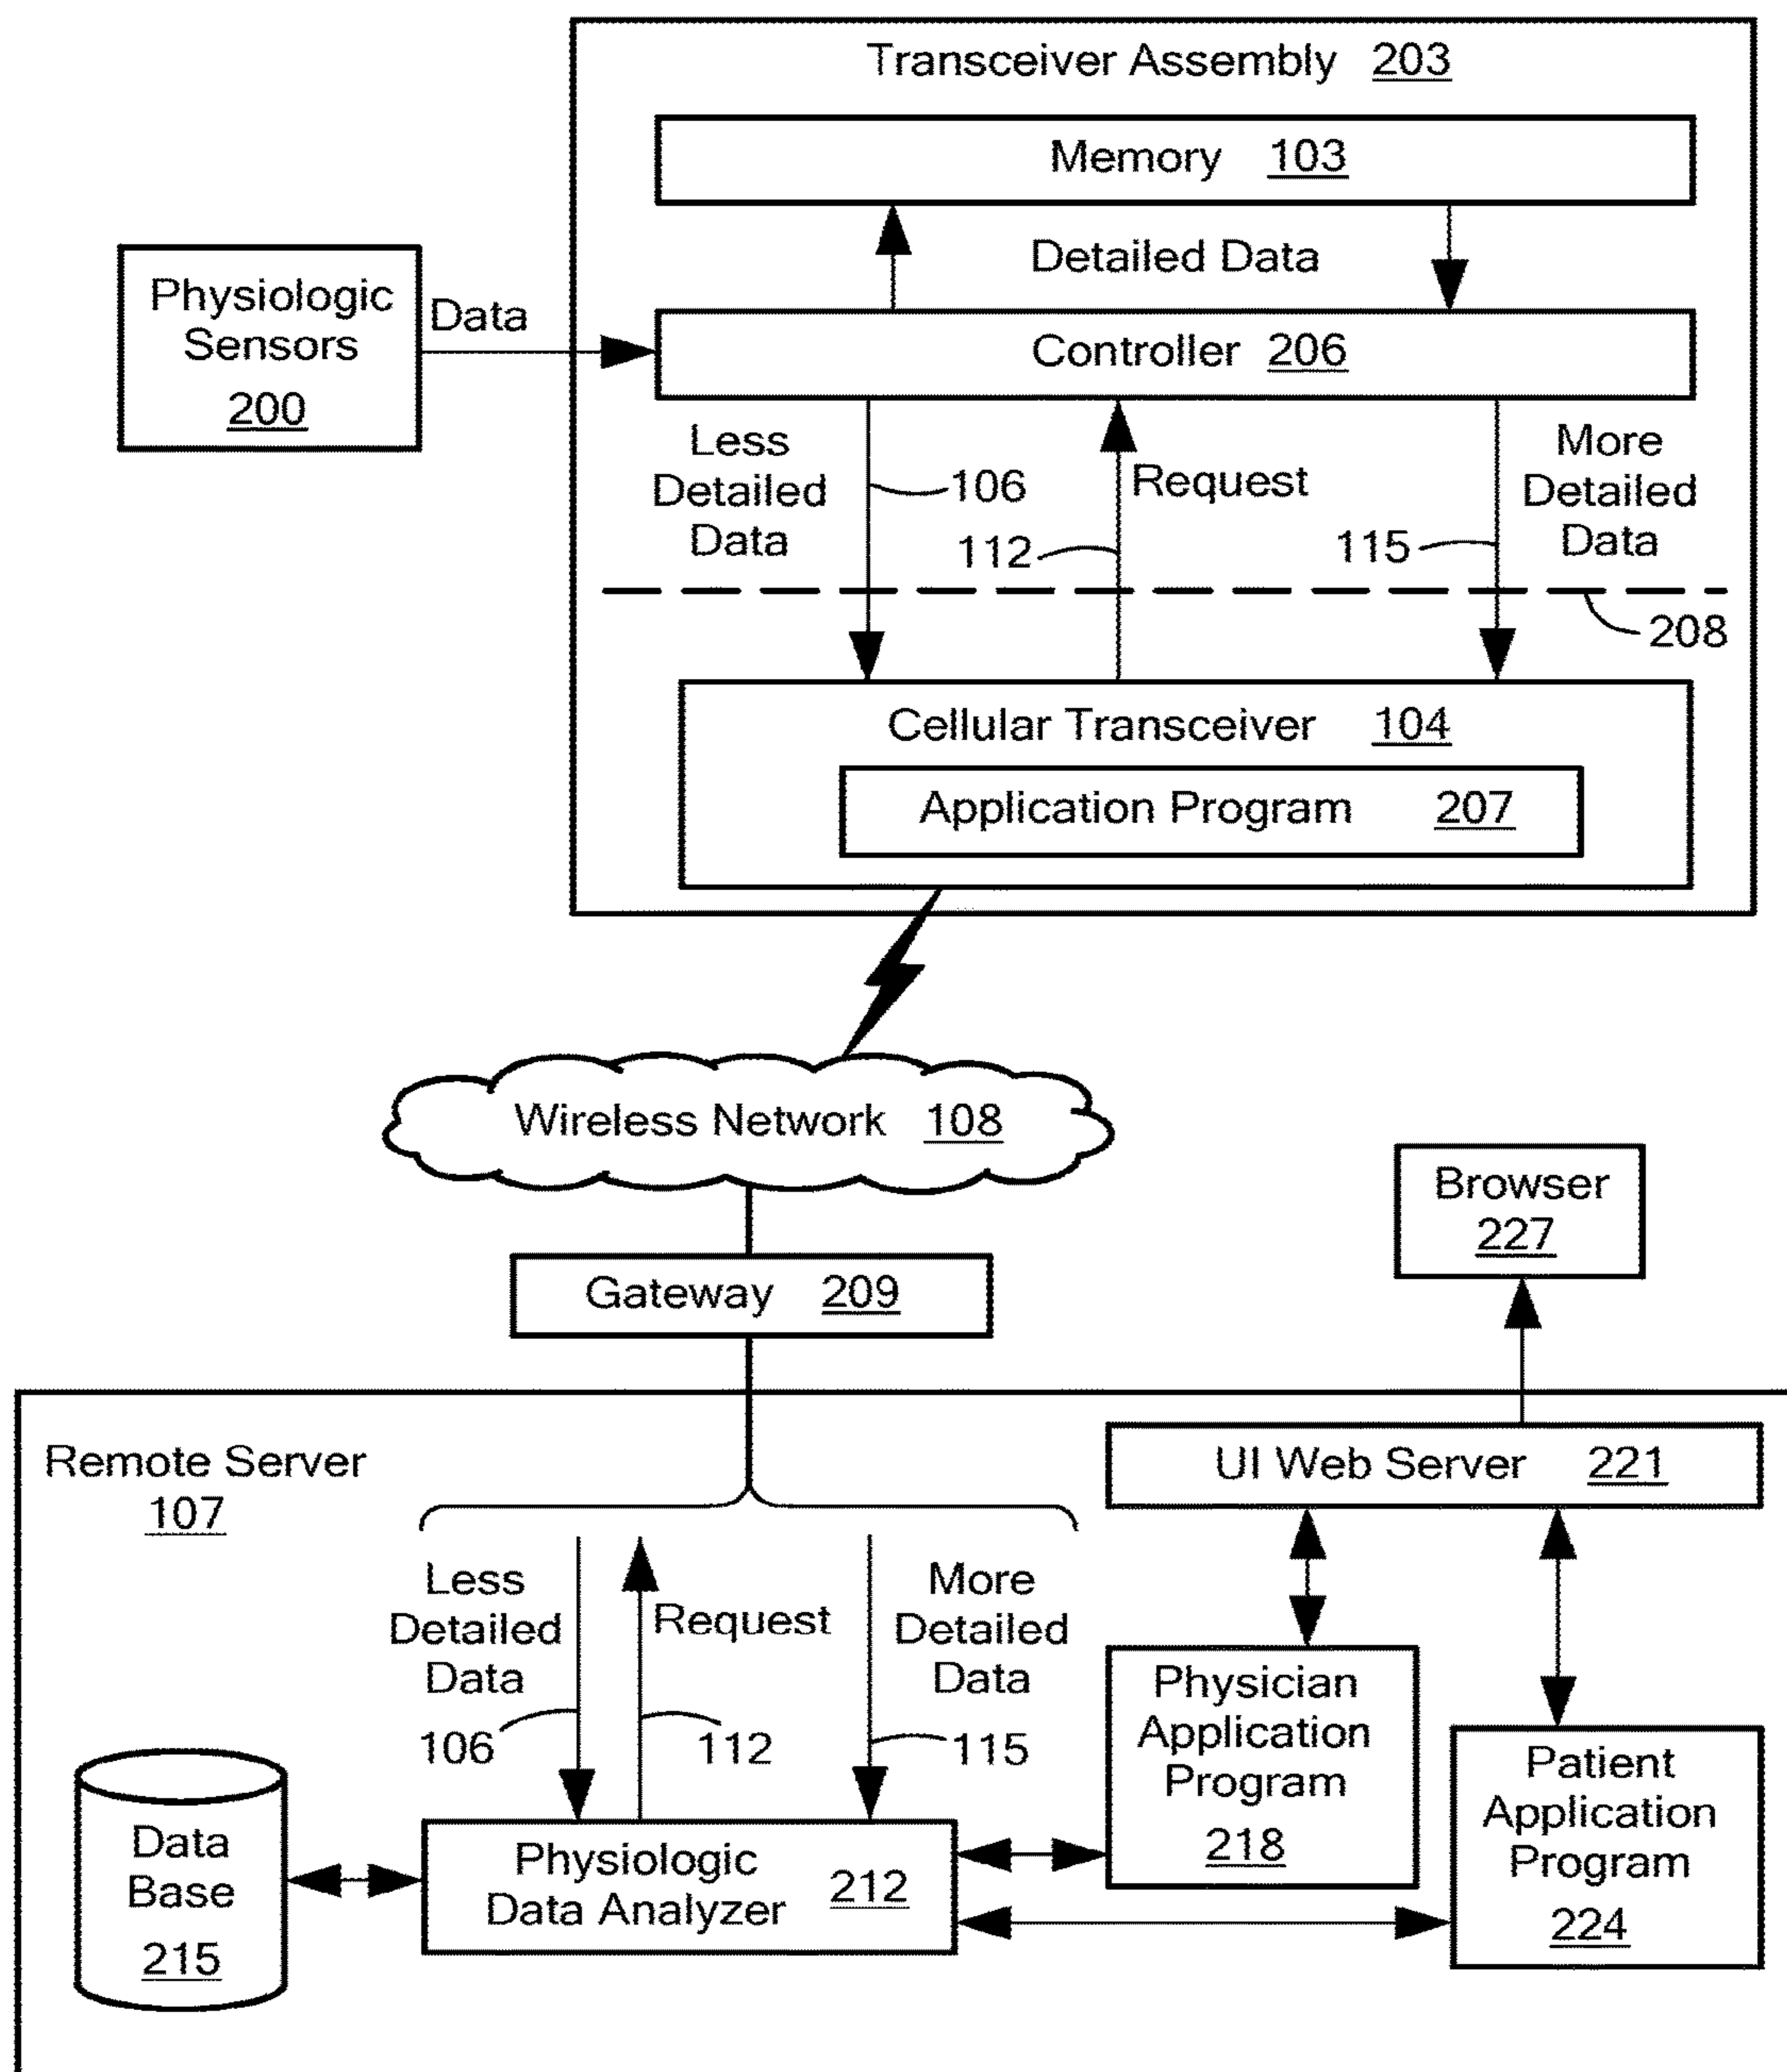 Transceiver Assembly 203
Memory 103
Detailed Data
Physiologic
Sensors
200
Data
Controller 206
Less
Detailed
Data
106
Request
112
More
Detailed
Data
115
208
Cellular Transceiver 104
Application Program 207
Wireless Network 108
Browser
227
Gateway 209
Remote Server
107
UI Web Server 221
Less
Detailed
Data
106
Request
112
More
Detailed
Data
115
Physician
Application
Program
218
Patient
Application
Program
224
Data
Base
215
Physiologic
Data Analyzer 212